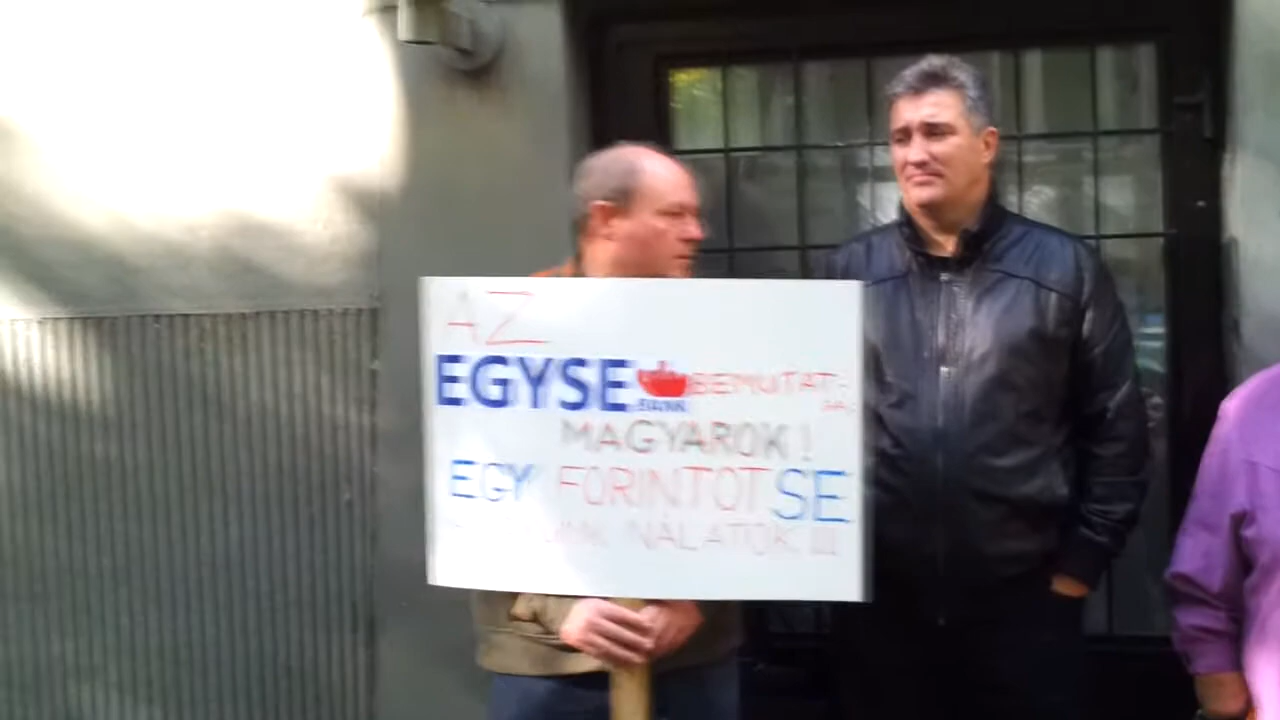 AZ
EGYSE BEMUTAT:
BANK
MAGYAROK!
EGY FORINTOT SE
NÁLATOK!!!